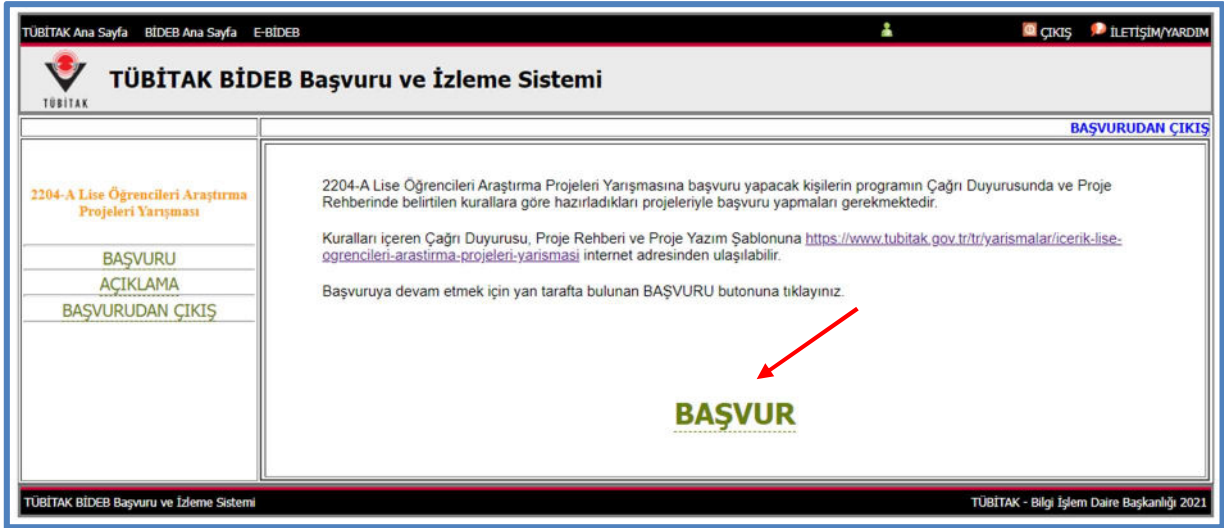 TÜBİTAK Ana Sayfa BİDEB Ana Sayfa E-BİDEB ÇIKIŞ İLETİŞİM/YARDIM
TÜBİTAK
TÜBİTAK BİDEB Başvuru ve İzleme Sistemi
BAŞVURUDAN ÇIKIŞ
2204-A Lise Öğrencileri Araştırma
Projeleri Yarışması
BAŞVURU
AÇIKLAMA
BAŞVURUDAN ÇIKIŞ
2204-A Lise Öğrencileri Araştırma Projeleri Yarışmasına başvuru yapacak kişilerin programın Çağrı Duyurusunda ve Proje
Rehberinde belirtilen kurallara göre hazırladıkları projeleriyle başvuru yapmaları gerekmektedir.
Kuralları içeren Çağrı Duyurusu, Proje Rehberi ve Proje Yazım Şablonuna https://www.tubitak.gov.tr/tr/yarismalar/icerik-lise-
ogrencileri-arastirma-projeleri-yarismasi internet adresinden ulaşılabilir.
Başvuruya devam etmek için yan tarafta bulunan BAŞVURU butonuna tıklayınız.
BAŞVUR
TÜBİTAK BİDEB Başvuru ve İzleme Sistemi TÜBİTAK - Bilgi İşlem Daire Başkanlığı 2021